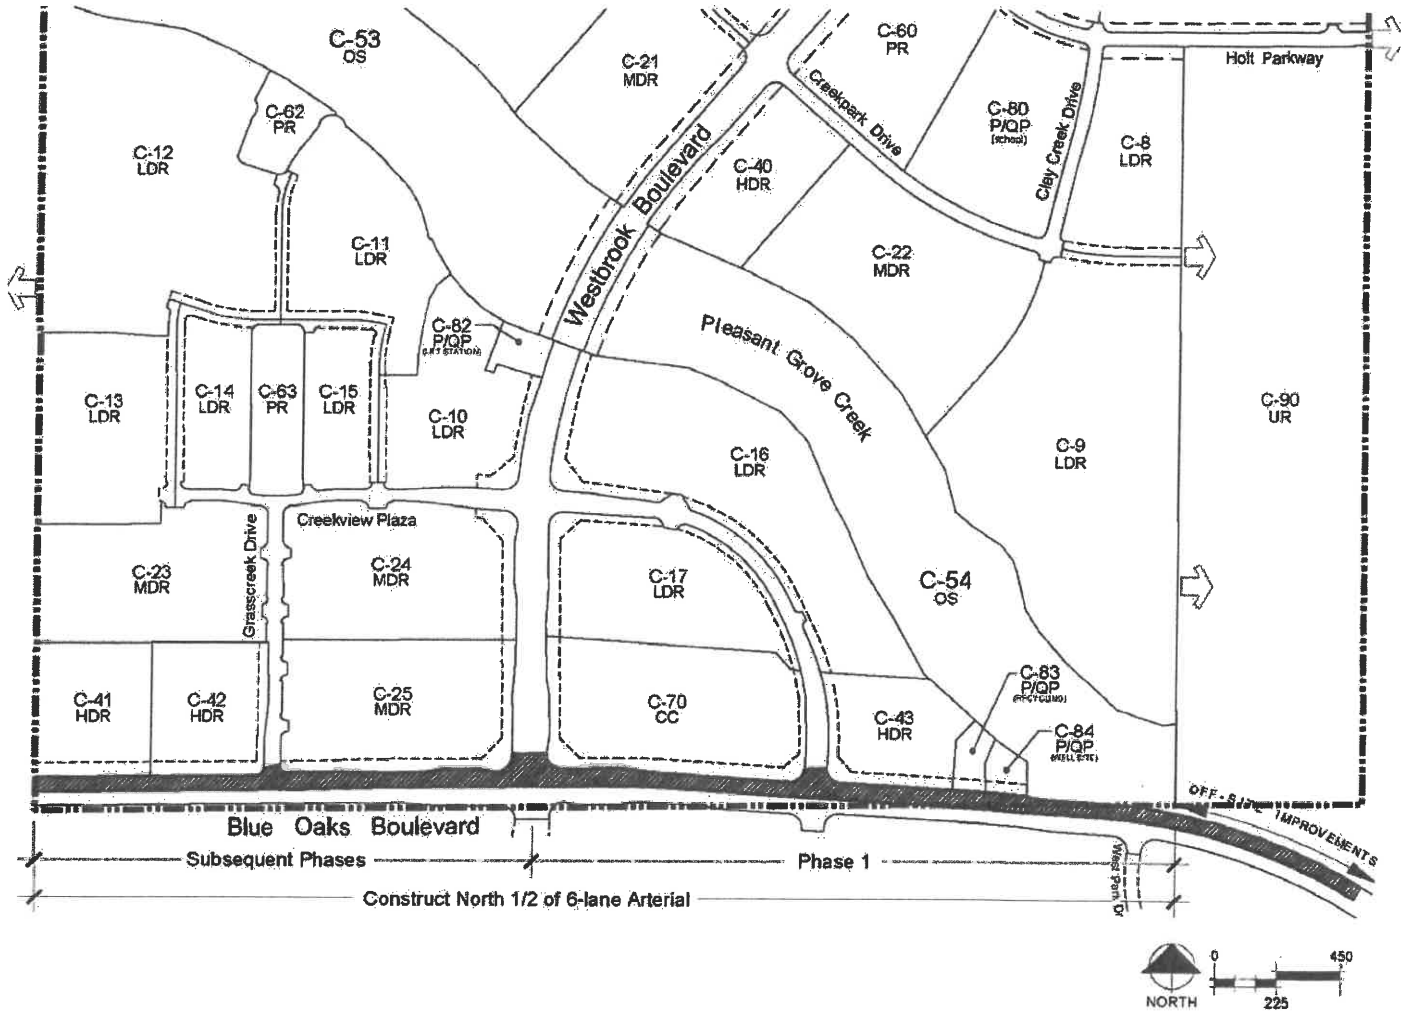 C-53
OS
C-21
MDR
C-60
PR
Holt Parkway
C-62
PR
C-12
LDR
Creekpark Drive
C-80
P/QP
(school)
Clay Creek Drive
C-8
LDR
C-40
HDR
Westbrook Boulevard
C-11
LDR
C-22
MDR
C-82
P/QP
(LIFT STATION)
Pleasant Grove Creek
C-13
LDR
C-14
LDR
C-63
PR
C-15
LDR
C-10
LDR
C-16
LDR
C-9
LDR
C-90
UR
Creekview Plaza
Grasscreek Drive
C-23
MDR
C-24
MDR
C-17
LDR
C-54
OS
C-41
HDR
C-42
HDR
C-25
MDR
C-70
CC
C-43
HDR
C-83
P/QP
(RECYCLING)
C-84
P/QP
(WELL SITE)
OFF-SITE IMPROVEMENTS
Blue Oaks Boulevard
West Park Dr
Subsequent Phases
Phase 1
Construct North 1/2 of 6-lane Arterial
NORTH
0
450
225